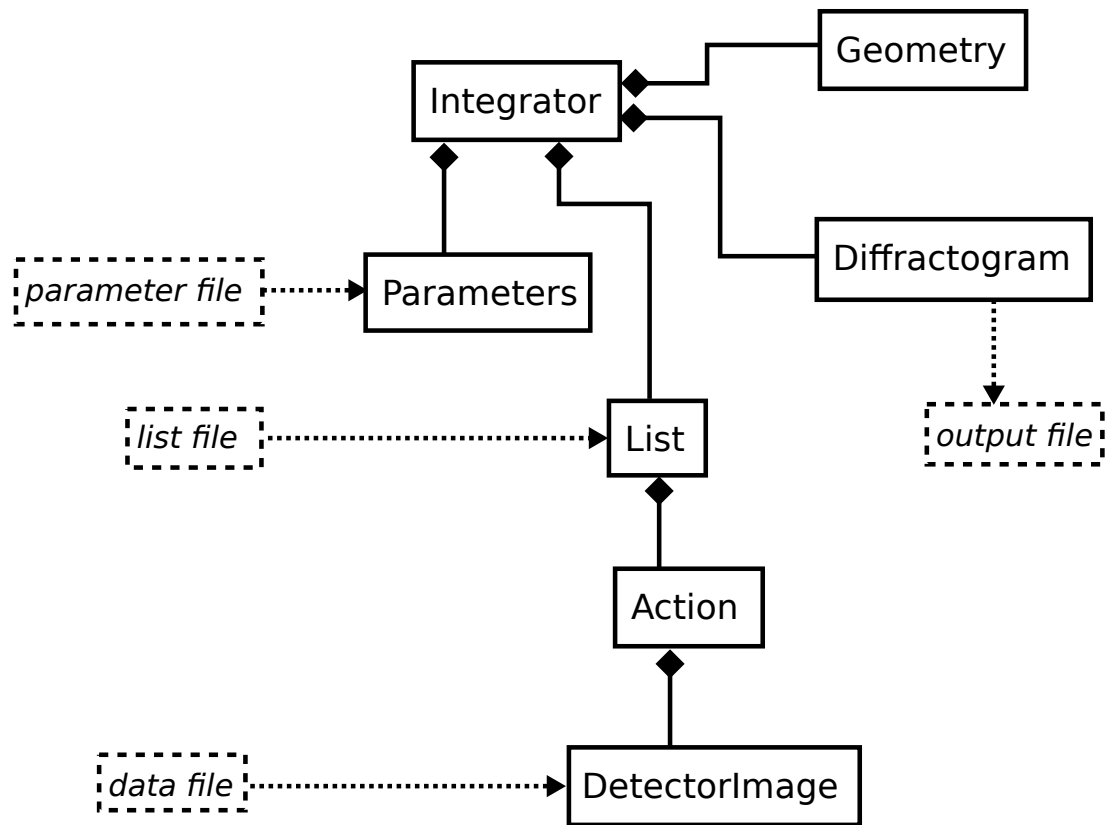 Geometry
Integrator
Diffractogram
parameter file
Parameters
list file
List
output file
Action
data file
DetectorImage